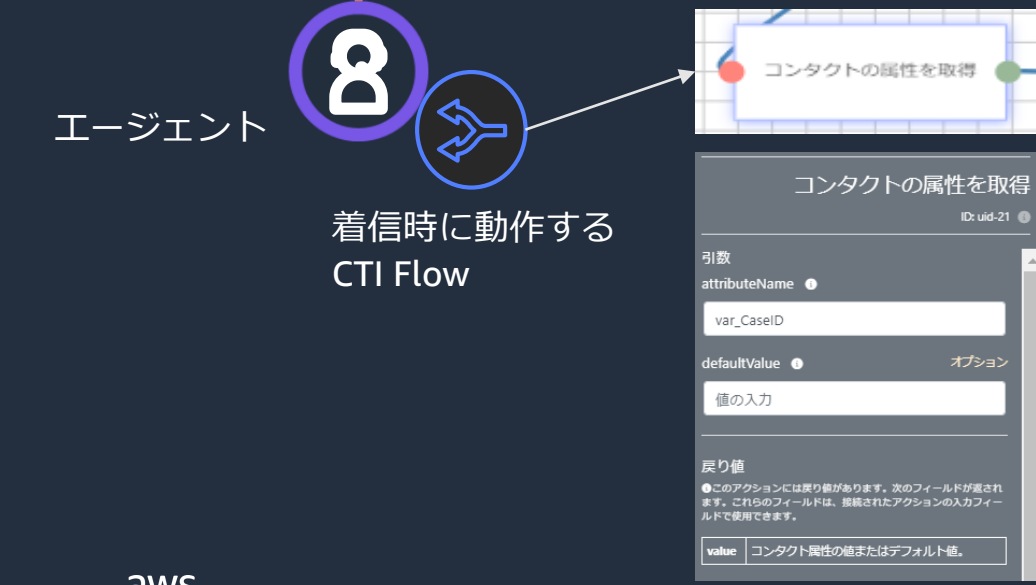 エージェント
着信時に動作する
CTI Flow
コンタクトの属性を取得
コンタクトの属性を取得
ID: uid-21
引数
attributeName
var_CaseID
defaultValue オプション
値の入力
戻り値
このアクションには戻り値があります。次のフィールドが返され
ます。これらのフィールドは、接続されたアクションの入力フィー
ルドで使用できます。
value コンタクト属性の値またはデフォルト値。
aws